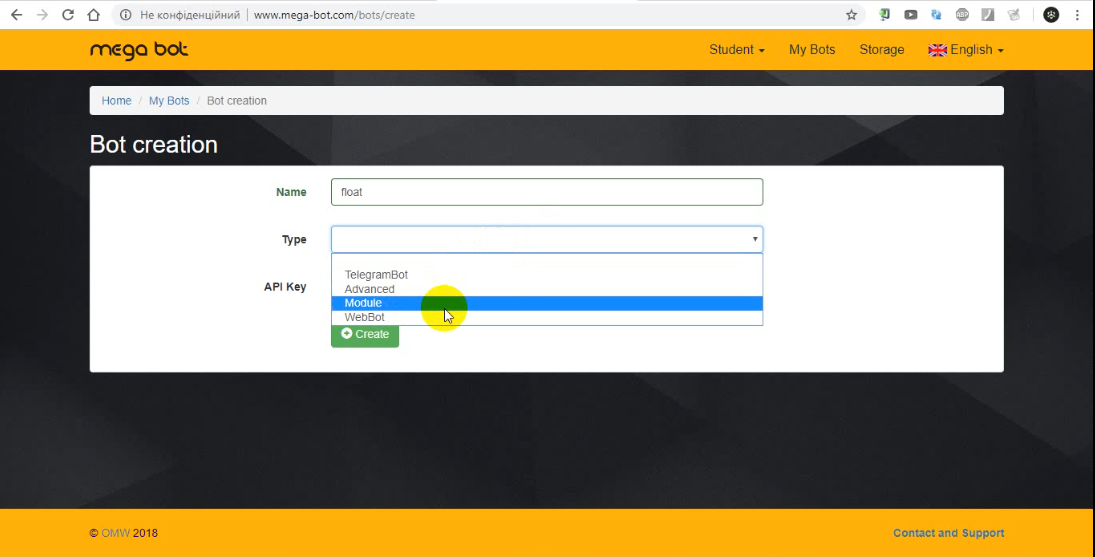 Не конфіденційний | www.mega-bot.com/bots/create
mega bot
Student My Bots Storage English
Home / My Bots / Bot creation
Bot creation
Name float
Type
API Key
TelegramBot
Advanced
Module
WebBot
Create
© OMW 2018 Contact and Support